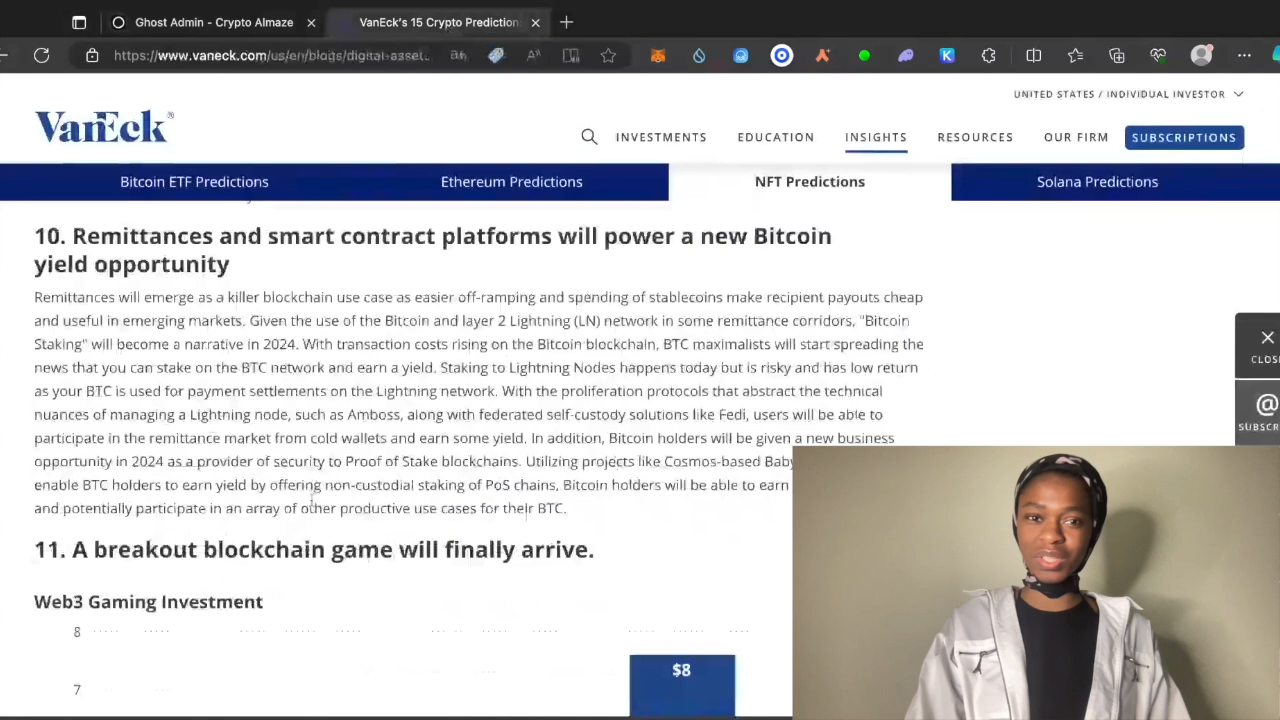 Ghost Admin - Crypto Almaze
VanEck's 15 Crypto Prediction
https://www.vaneck.com/us/en/blogs/digital-asset...
UNITED STATES / INDIVIDUAL INVESTOR
VanEck®
INVESTMENTS EDUCATION INSIGHTS RESOURCES OUR FIRM SUBSCRIPTIONS
Bitcoin ETF Predictions Ethereum Predictions NFT Predictions Solana Predictions
10. Remittances and smart contract platforms will power a new Bitcoin
yield opportunity
Remittances will emerge as a killer blockchain use case as easier off-ramping and spending of stablecoins make recipient payouts cheap
and useful in emerging markets. Given the use of the Bitcoin and layer 2 Lightning (LN) network in some remittance corridors, "Bitcoin
Staking" will become a narrative in 2024. With transaction costs rising on the Bitcoin blockchain, BTC maximalists will start spreading the
news that you can stake on the BTC network and earn a yield. Staking to Lightning Nodes happens today but is risky and has low return
as your BTC is used for payment settlements on the Lightning network. With the proliferation protocols that abstract the technical
nuances of managing a Lightning node, such as Amboss, along with federated self-custody solutions like Fedi, users will be able to
participate in the remittance market from cold wallets and earn some yield. In addition, Bitcoin holders will be given a new business
opportunity in 2024 as a provider of security to Proof of Stake blockchains. Utilizing projects like Cosmos-based Baby
enable BTC holders to earn yield by offering non-custodial staking of PoS chains, Bitcoin holders will be able to earn
and potentially participate in an array of other productive use cases for their BTC.
CLOS
@
SUBSCR
11. A breakout blockchain game will finally arrive.
Web3 Gaming Investment
8
$8
7